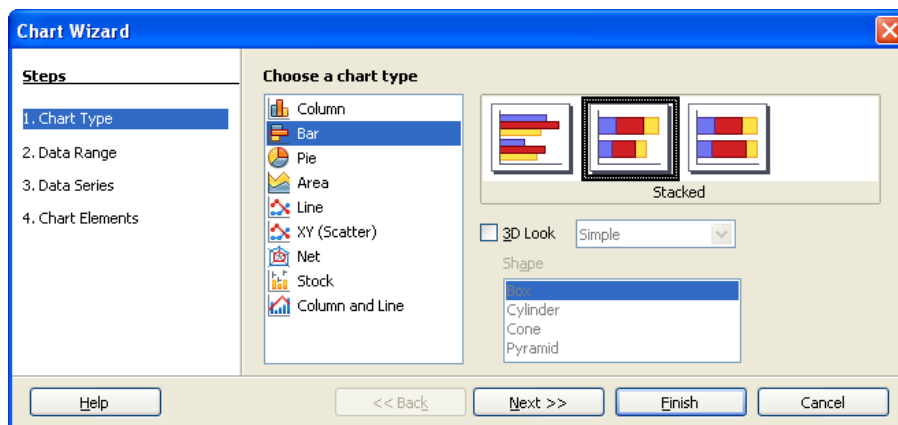 Chart Wizard
Steps
1. Chart Type
2. Data Range
3. Data Series
4. Chart Elements
Choose a chart type
Column
Bar
Pie
Area
Line
XY (Scatter)
Net
Stock
Column and Line
Stacked
3D Look
Simple
Shape
Box
Cylinder
Cone
Pyramid
Help
<< Back
Next >>
Finish
Cancel